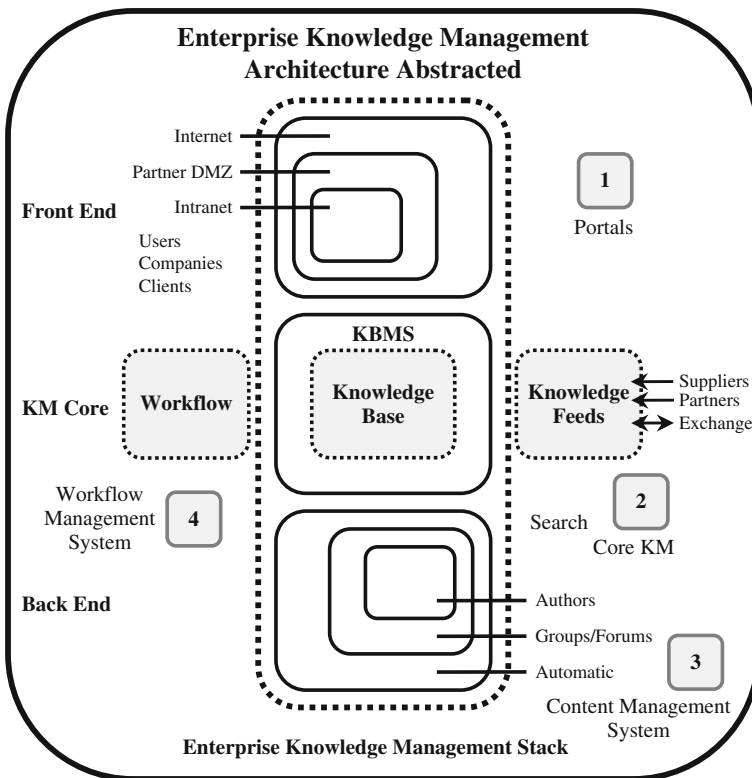 Enterprise Knowledge Management
Architecture Abstracted
Internet
Partner DMZ
Intranet
Front End
Users
Companies
Clients
1
Portals
KBMS
KM Core
Workflow
Knowledge
Base
Knowledge
Feeds
Suppliers
Partners
Exchange
Workflow
Management
System
4
Search
2
Core KM
Back End
Authors
Groups/Forums
Automatic
3
Content Management
System
Enterprise Knowledge Management Stack